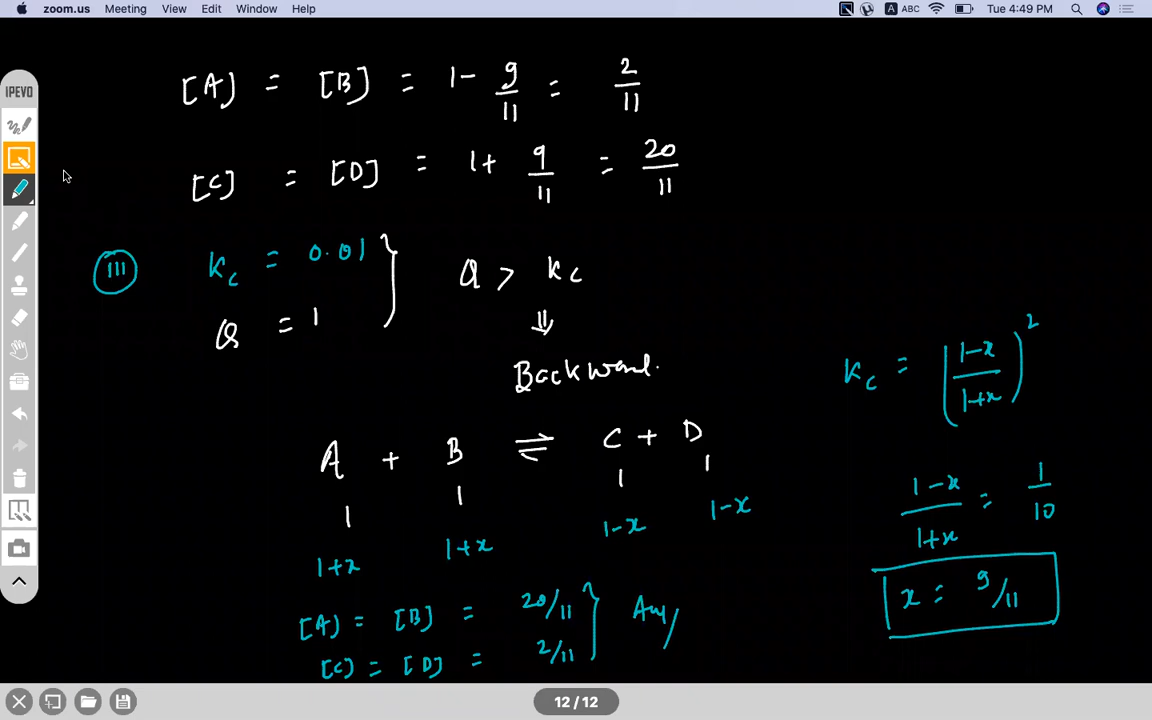 zoom.us Meeting View Edit Window Help A ABC Tue 4:49 PM
IPEVO
[A] = [B] = 1- 9/11 = 2/11
[C] = [D] = 1+ 9/11 = 20/11
III Kc = 0.01 } Q > Kc
Q = 1
⇓
Backward.
Kc = ((1-x)/(1+x))^2
A + B ⇌ C + D
1 1 1 1
1+x 1+x 1-x 1-x
(1-x)/(1+x) = 1/10
x = 9/11
[A] = [B] = 20/11 } Ans/
[C] = [D] = 2/11
12 / 12